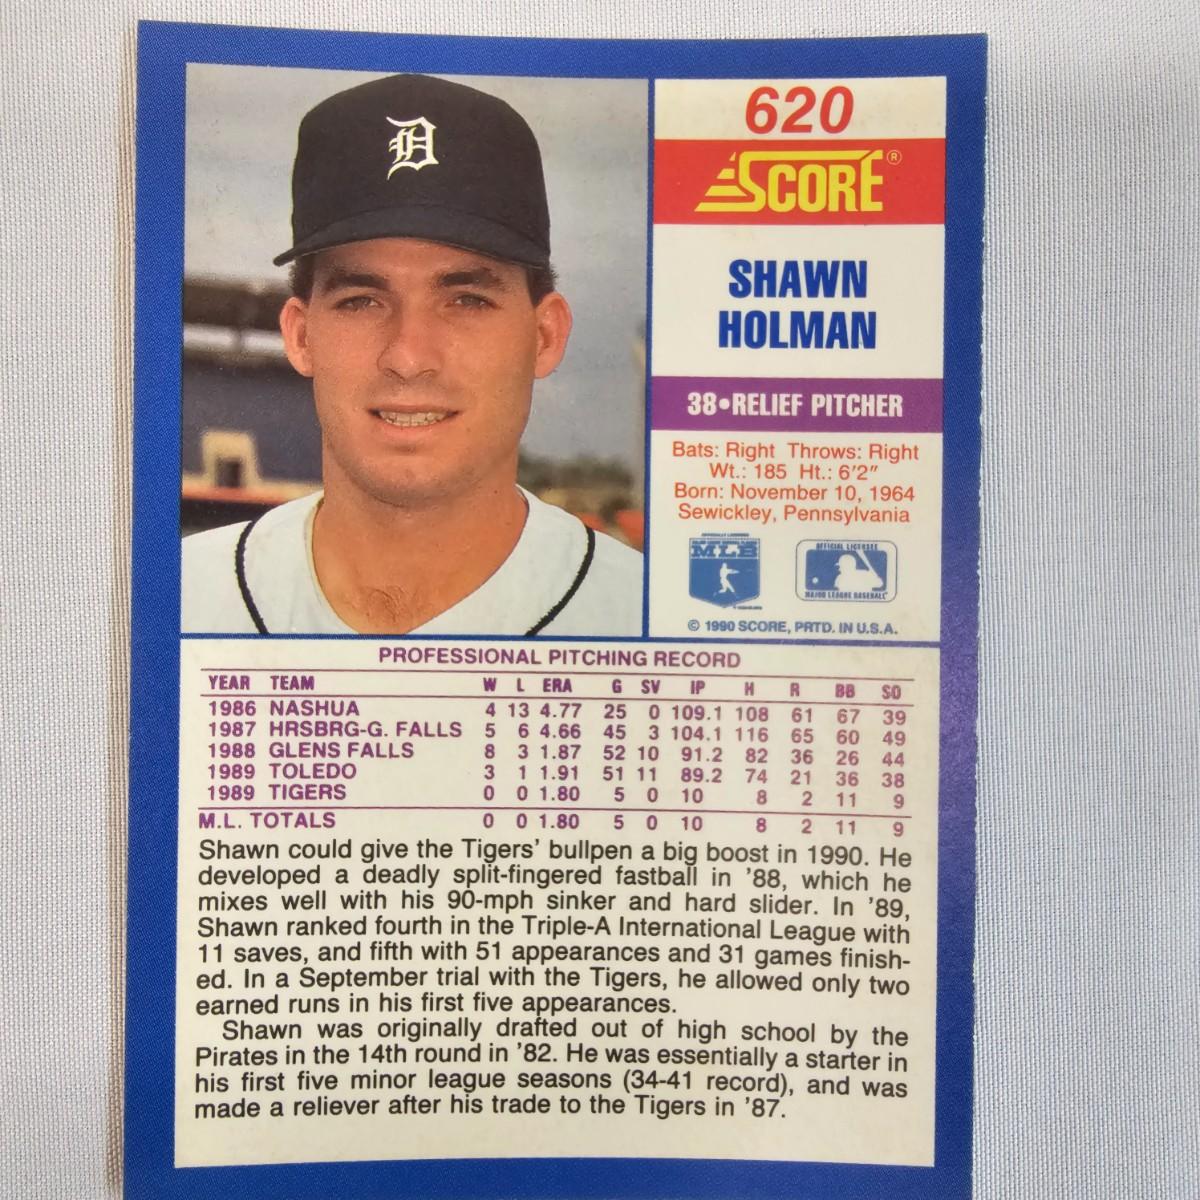 D
620
SCORE®
SHAWN
HOLMAN
38•RELIEF PITCHER
Bats: Right Throws: Right
Wt.: 185 Ht.: 6'2"
Born: November 10, 1964
Sewickley, Pennsylvania
MLB
OFFICIAL LICENSEE
MAJOR LEAGUE BASEBALL
© 1990 SCORE, PRTD. IN U.S.A.
PROFESSIONAL PITCHING RECORD
YEAR TEAM W L ERA G SV IP H R BB SO
1986 NASHUA 4 13 4.77 25 0 109.1 108 61 67 39
1987 HRSBRG-G. FALLS 5 6 4.66 45 3 104.1 116 65 60 49
1988 GLENS FALLS 8 3 1.87 52 10 91.2 82 36 26 44
1989 TOLEDO 3 1 1.91 51 11 89.2 74 21 36 38
1989 TIGERS 0 0 1.80 5 0 10 8 2 11 9
M.L. TOTALS 0 0 1.80 5 0 10 8 2 11 9
Shawn could give the Tigers' bullpen a big boost in 1990. He
developed a deadly split-fingered fastball in '88, which he
mixes well with his 90-mph sinker and hard slider. In '89,
Shawn ranked fourth in the Triple-A International League with
11 saves, and fifth with 51 appearances and 31 games finish-
ed. In a September trial with the Tigers, he allowed only two
earned runs in his first five appearances.
Shawn was originally drafted out of high school by the
Pirates in the 14th round in '82. He was essentially a starter in
his first five minor league seasons (34-41 record), and was
made a reliever after his trade to the Tigers in '87.